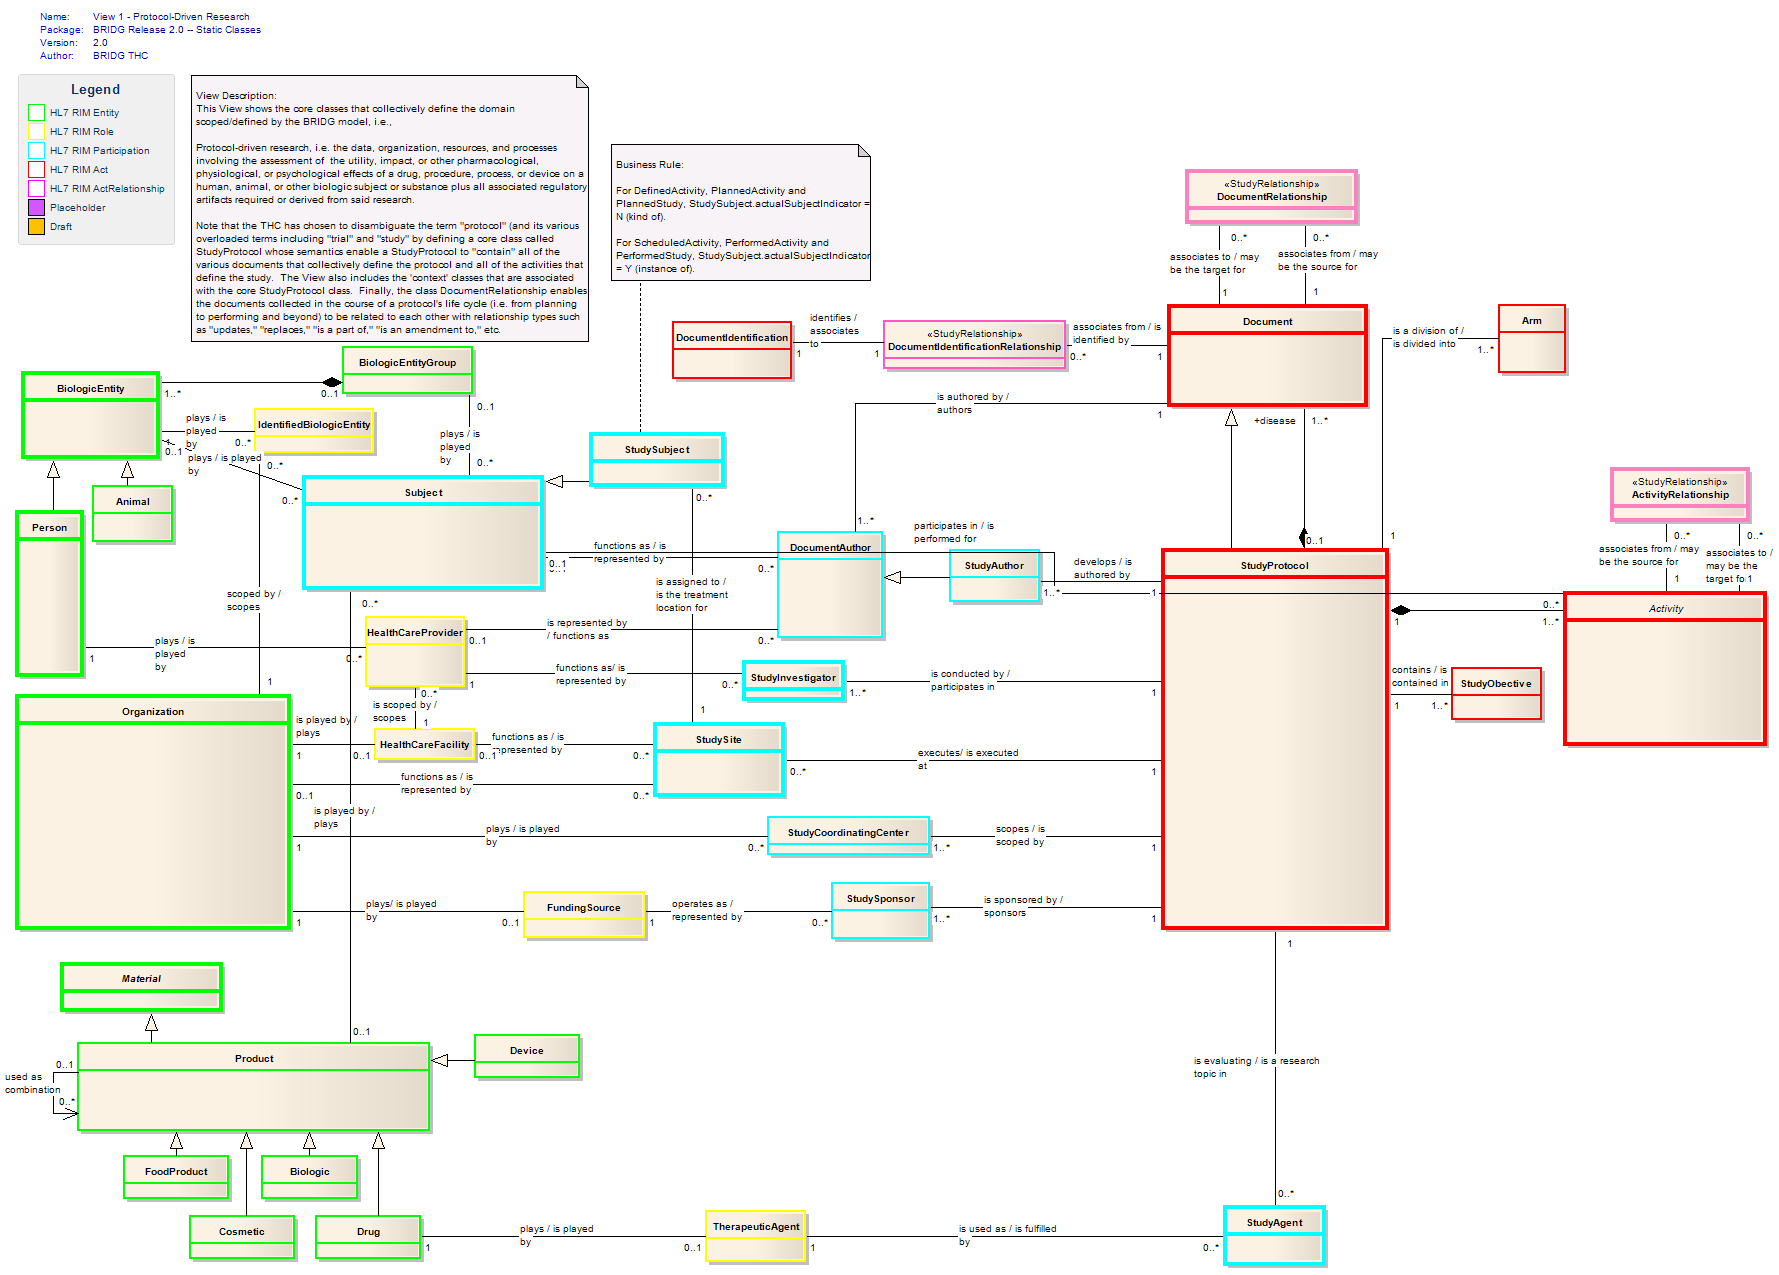 Name: View 1 - Protocol-Driven Research
Package: BRIDG Release 2.0 -- Static Classes
Version: 2.0
Author: BRIDG THC
Legend
HL7 RIM Entity
HL7 RIM Role
HL7 RIM Participation
HL7 RIM Act
HL7 RIM ActRelationship
Placeholder
Draft
View Description:
This View shows the core classes that collectively define the domain
scoped/defined by the BRIDG model, i.e.,
Protocol-driven research, i.e. the data, organization, resources, and processes
involving the assessment of the utility, impact, or other pharmacological,
physiological, or psychological effects of a drug, procedure, process, or device on a
human, animal, or other biologic subject or substance plus all associated regulatory
artifacts required or derived from said research.
Note that the THC has chosen to disambiguate the term "protocol" (and its various
overloaded terms including "trial" and "study" by defining a core class called
StudyProtocol whose semantics enable a StudyProtocol to "contain" all of the
various documents that collectively define the protocol and all of the activities that
define the study. The View also includes the 'context' classes that are associated
with the core StudyProtocol class. Finally, the class DocumentRelationship enables
the documents collected in the course of a protocol's life cycle (i.e. from planning
to performing and beyond) to be related to each other with relationship types such
as "updates," "replaces," "is a part of," "is an amendment to," etc.
Business Rule:
For DefinedActivity, PlannedActivity and
PlannedStudy, StudySubject.actualSubjectIndicator =
N (kind of).
For ScheduledActivity, PerformedActivity and
PerformedStudy, StudySubject.actualSubjectIndicator
= Y (instance of).
«StudyRelationship»
DocumentRelationship
0..*
0..*
associates to / may
be the target for
associates from / may
be the source for
1
1
Document
DocumentIdentification
identifies /
associates
to
1
1
«StudyRelationship»
DocumentIdentificationRelationship
associates from / is
identified by
0..*
1
is a division of /
is divided into
1..*
Arm
BiologicEntity
1..*
0..1
BiologicEntityGroup
0..1
plays / is
played
by
0..*
plays / is
played
by
0..*
IdentifiedBiologicEntity
0..1
plays / is played
by
0..*
0..*
is authored by /
authors
1
1..*
+disease
1..*
0..1
1
StudySubject
0..*
Subject
Person
Animal
«StudyRelationship»
ActivityRelationship
0..*
0..*
associates from / may
be the source for
associates to /
may be the
target for
1
1
DocumentAuthor
functions as / is
represented by
0..1
0..1
0..*
participates in / is
performed for
StudyAuthor
develops / is
authored by
1..*
1
StudyProtocol
Activity
0..*
1..*
1
is assigned to /
is the treatment
location for
scoped by /
scopes
0..*
1
HealthCareProvider
plays / is
played
by
1
0..*
is represented by
/ functions as
0..1
0..*
functions as/ is
represented by
1
0..*
StudyInvestigator
is conducted by /
participates in
1..*
1
contains / is
contained in
1
1..*
StudyObective
0..*
is scoped by /
scopes
1
Organization
is played by /
plays
1
0..1
HealthCareFacility
functions as / is
represented by
0..1
0..*
1
StudySite
executes/ is executed
at
0..*
1
functions as / is
represented by
0..1
0..*
is played by /
plays
plays / is played
by
1
0..*
StudyCoordinatingCenter
scopes / is
scoped by
1..*
1
plays/ is played
by
1
0..1
FundingSource
operates as /
represented by
1
0..*
StudySponsor
is sponsored by /
sponsors
1..*
1
1
Material
0..1
Product
0..1
used as
combination
0..*
Device
is evaluating / is a research
topic in
FoodProduct
Biologic
Cosmetic
Drug
plays / is played
by
1
0..1
TherapeuticAgent
is used as / is fulfilled
by
1
0..*
0..*
StudyAgent